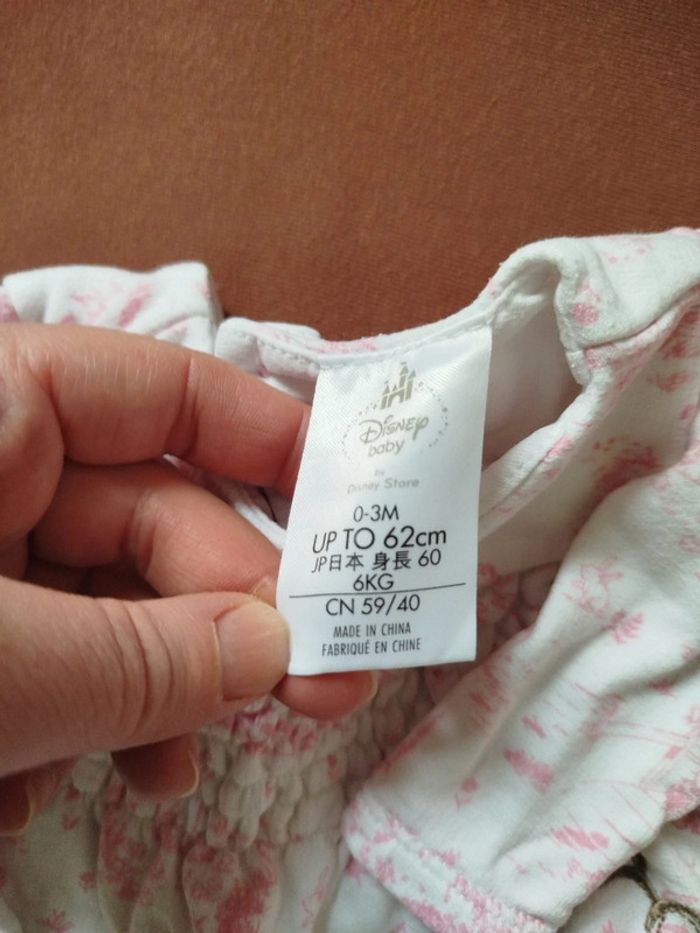 Disney
baby
by
Disney Store
0-3M
UP TO 62cm
JP日本 身長 60
6KG
CN 59/40
MADE IN CHINA
FABRIQUÉ EN CHINE